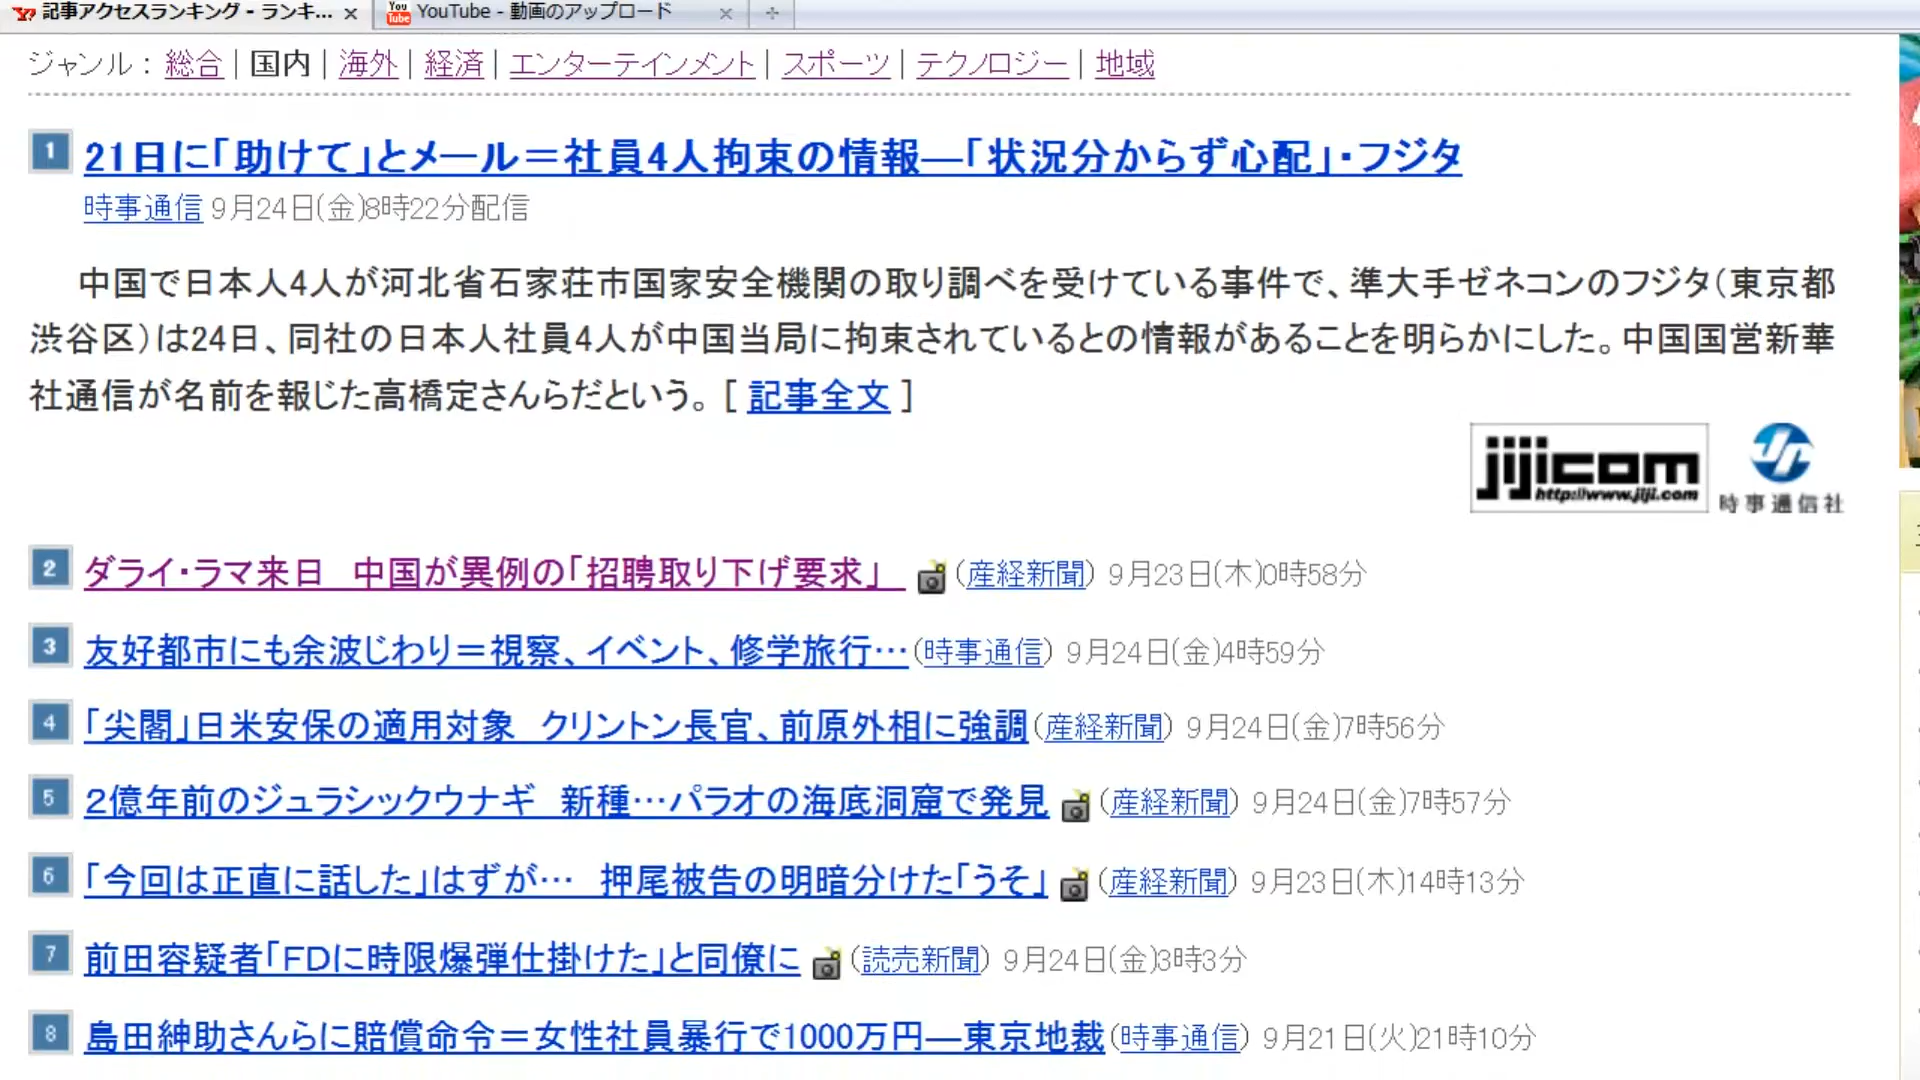 記事アクセスランキング - ランキ... × YouTube - 動画のアップロード ×
ジャンル： 総合 | 国内 | 海外 | 経済 | エンターテインメント | スポーツ | テクノロジー | 地域
1 21日に「助けて」とメール＝社員4人拘束の情報―「状況分からず心配」・フジタ
時事通信 9月24日(金)8時22分配信
中国で日本人4人が河北省石家荘市国家安全機関の取り調べを受けている事件で、準大手ゼネコンのフジタ（東京都
渋谷区）は24日、同社の日本人社員4人が中国当局に拘束されているとの情報があることを明らかにした。中国国営新華
社通信が名前を報じた高橋定さんらだという。 [ 記事全文 ]
jijicom
http://www.jiji.com
時事通信社
2 ダライ・ラマ来日　中国が異例の「招聘取り下げ要求」 (産経新聞) 9月23日(木)0時58分
3 友好都市にも余波じわり＝視察、イベント、修学旅行…(時事通信) 9月24日(金)4時59分
4 「尖閣」日米安保の適用対象　クリントン長官、前原外相に強調(産経新聞) 9月24日(金)7時56分
5 2億年前のジュラシックウナギ　新種…パラオの海底洞窟で発見 (産経新聞) 9月24日(金)7時57分
6 「今回は正直に話した」はずが…　押尾被告の明暗分けた「うそ」 (産経新聞) 9月23日(木)14時13分
7 前田容疑者「FDに時限爆弾仕掛けた」と同僚に (読売新聞) 9月24日(金)3時3分
8 島田紳助さんらに賠償命令＝女性社員暴行で1000万円―東京地裁(時事通信) 9月21日(火)21時10分